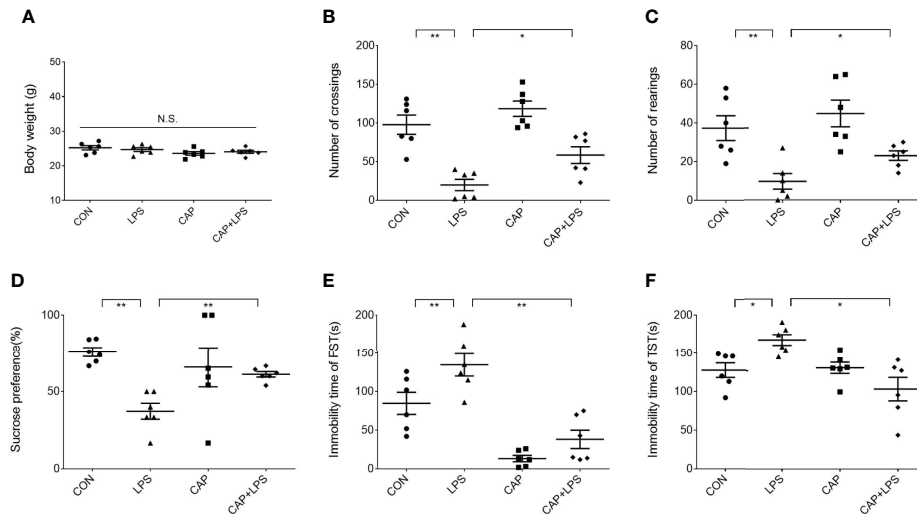 A
Body weight (g)
50
40
30
20
10
N.S.
CON
LPS
CAP
CAP+LPS
B
Number of crossings
200
150
100
50
0
**
*
CON
LPS
CAP
CAP+LPS
C
Number of rearings
80
60
40
20
0
**
*
CON
LPS
CAP
CAP+LPS
D
Sucrose preference(%)
100
50
0
**
**
CON
LPS
CAP
CAP+LPS
E
Immobility time of FST(s)
200
150
100
50
0
**
**
CON
LPS
CAP
CAP+LPS
F
Immobility time of TST(s)
200
150
100
50
0
*
*
CON
LPS
CAP
CAP+LPS